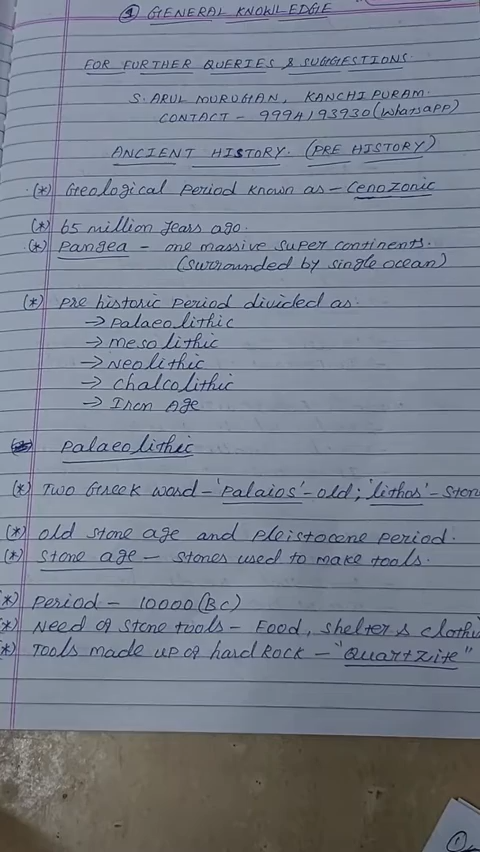 ① GENERAL KNOWLEDGE
FOR FURTHER QUERIES & SUGGESTIONS.
S. ARUL MURUGAN, KANCHIPURAM.
CONTACT - 9994193930 (WhatsAPP)
ANCIENT HISTORY. (PRE HISTORY)
(*) Geological period known as - Cenozonic
(*) 65 million years ago.
(*) Pangea - one massive super continents.
(surrounded by single ocean)
(*) Pre historic period divided as.
→ Palaeolithic
→ mesolithic
→ Neolithic
→ Chalcolithic
→ Iron Age
Palaeolithic
(*) Two Greek word - 'Palaios' - old; 'lithos' - Ston
(*) old stone age and Pleistocene period.
(*) Stone age - stones used to make tools.
*) Period - 10000 (BC)
*) Need of stone tools - Food, shelter & clothi
*) Tools made up of hard Rock - "Quartzite"